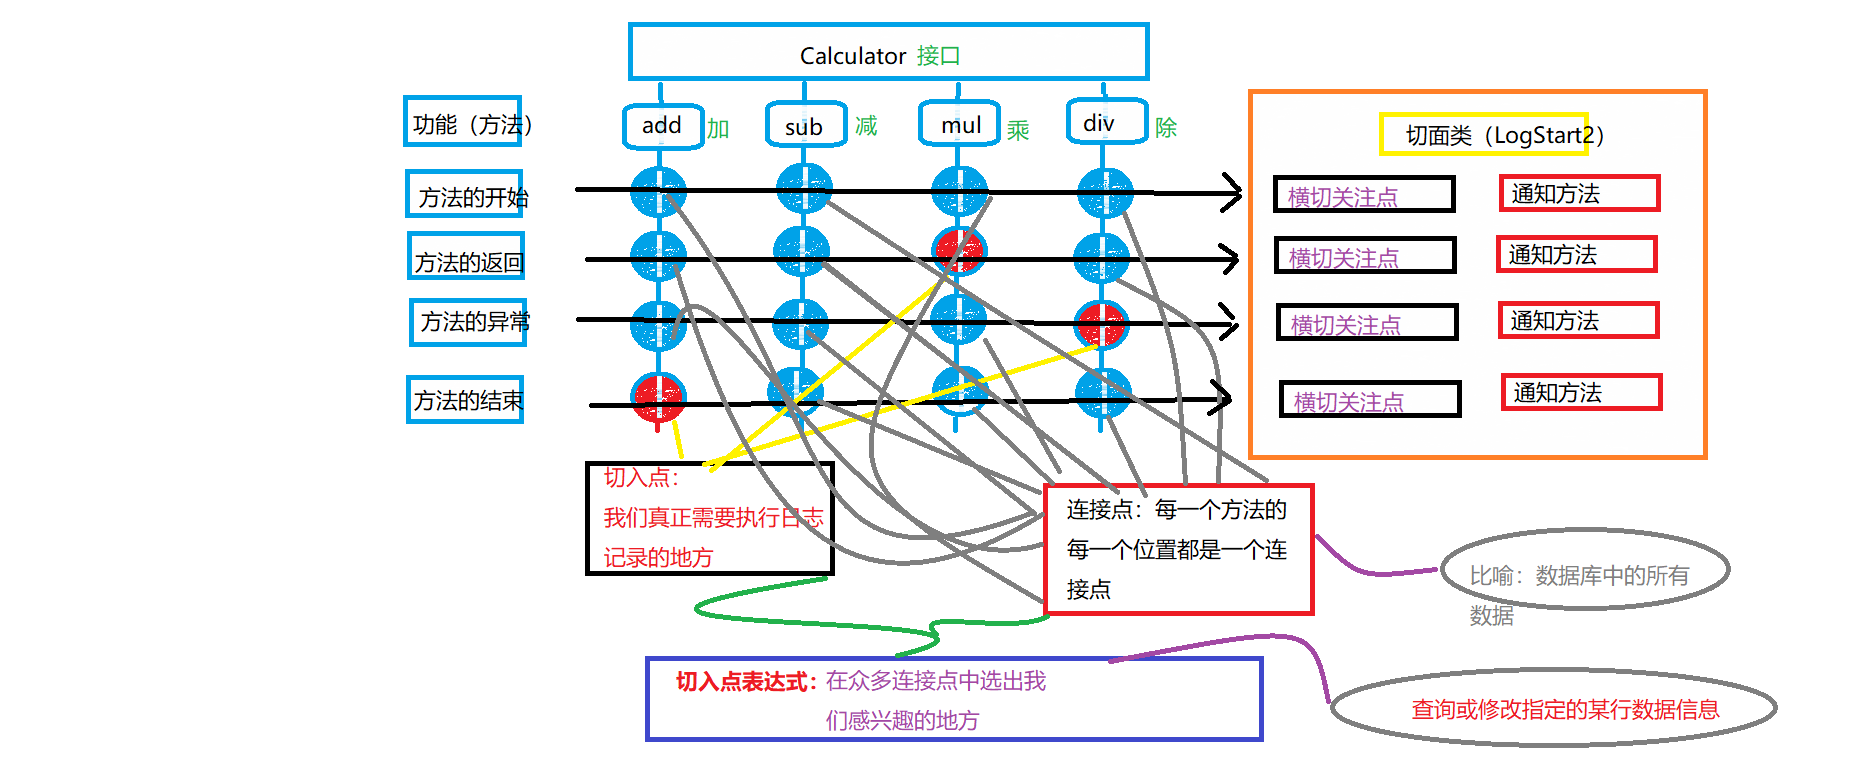 Calculator 接口
功能（方法）
add 加
sub 减
mul 乘
div 除
切面类（LogStart2）
方法的开始
横切关注点
通知方法
方法的返回
横切关注点
通知方法
方法的异常
横切关注点
通知方法
方法的结束
横切关注点
通知方法
切入点：
我们真正需要执行日志
记录的地方
连接点：每一个方法的
每一个位置都是一个连
接点
比喻：数据库中的所有
数据
切入点表达式：在众多连接点中选出我
们感兴趣的地方
查询或修改指定的某行数据信息